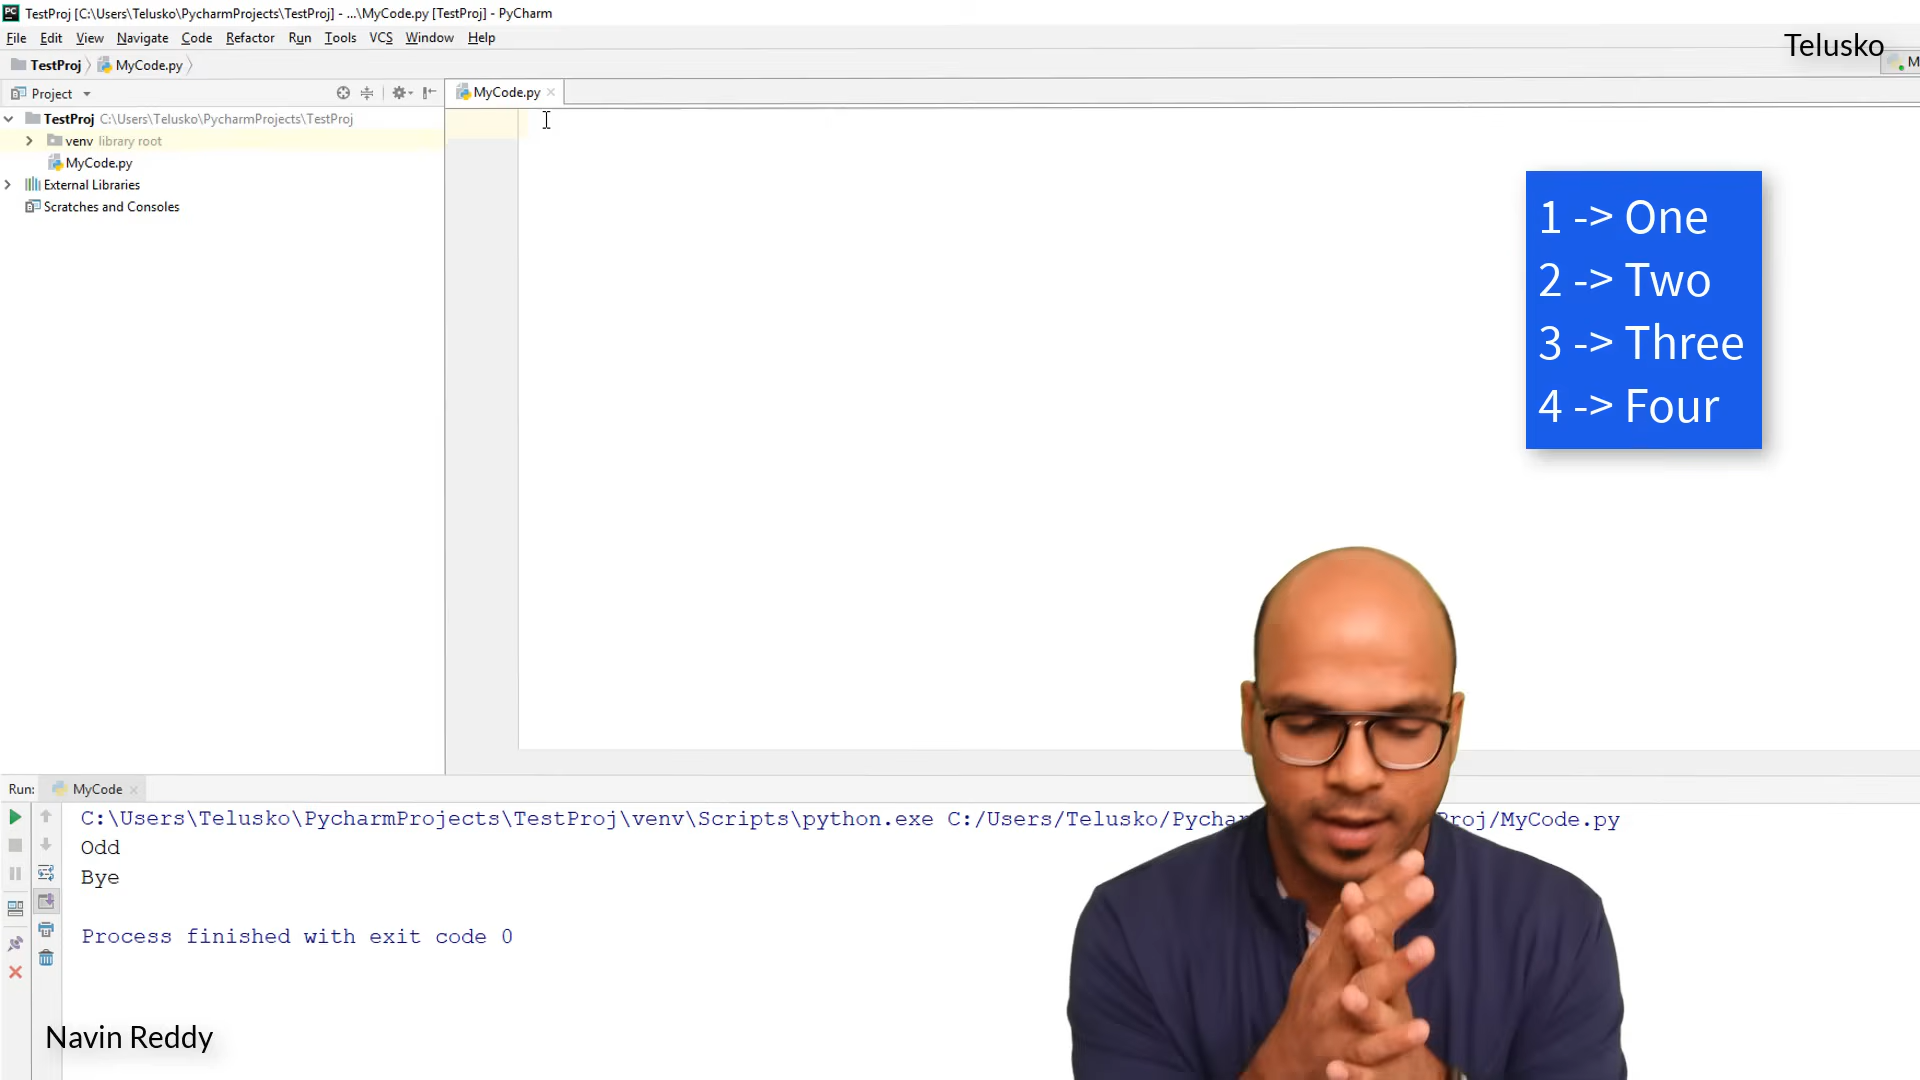 TestProj [C:\Users\Telusko\PycharmProjects\TestProj] - ...\MyCode.py [TestProj] - PyCharm
File Edit View Navigate Code Refactor Run Tools VCS Window Help
Telusko
TestProj MyCode.py
M
Project
MyCode.py
TestProj C:\Users\Telusko\PycharmProjects\TestProj
venv library root
MyCode.py
External Libraries
Scratches and Consoles
1 -> One
2 -> Two
3 -> Three
4 -> Four
Run: MyCode
C:\Users\Telusko\PycharmProjects\TestProj\venv\Scripts\python.exe C:/Users/Telusko/Pychar Proj/MyCode.py
Odd
Bye
Process finished with exit code 0
Navin Reddy